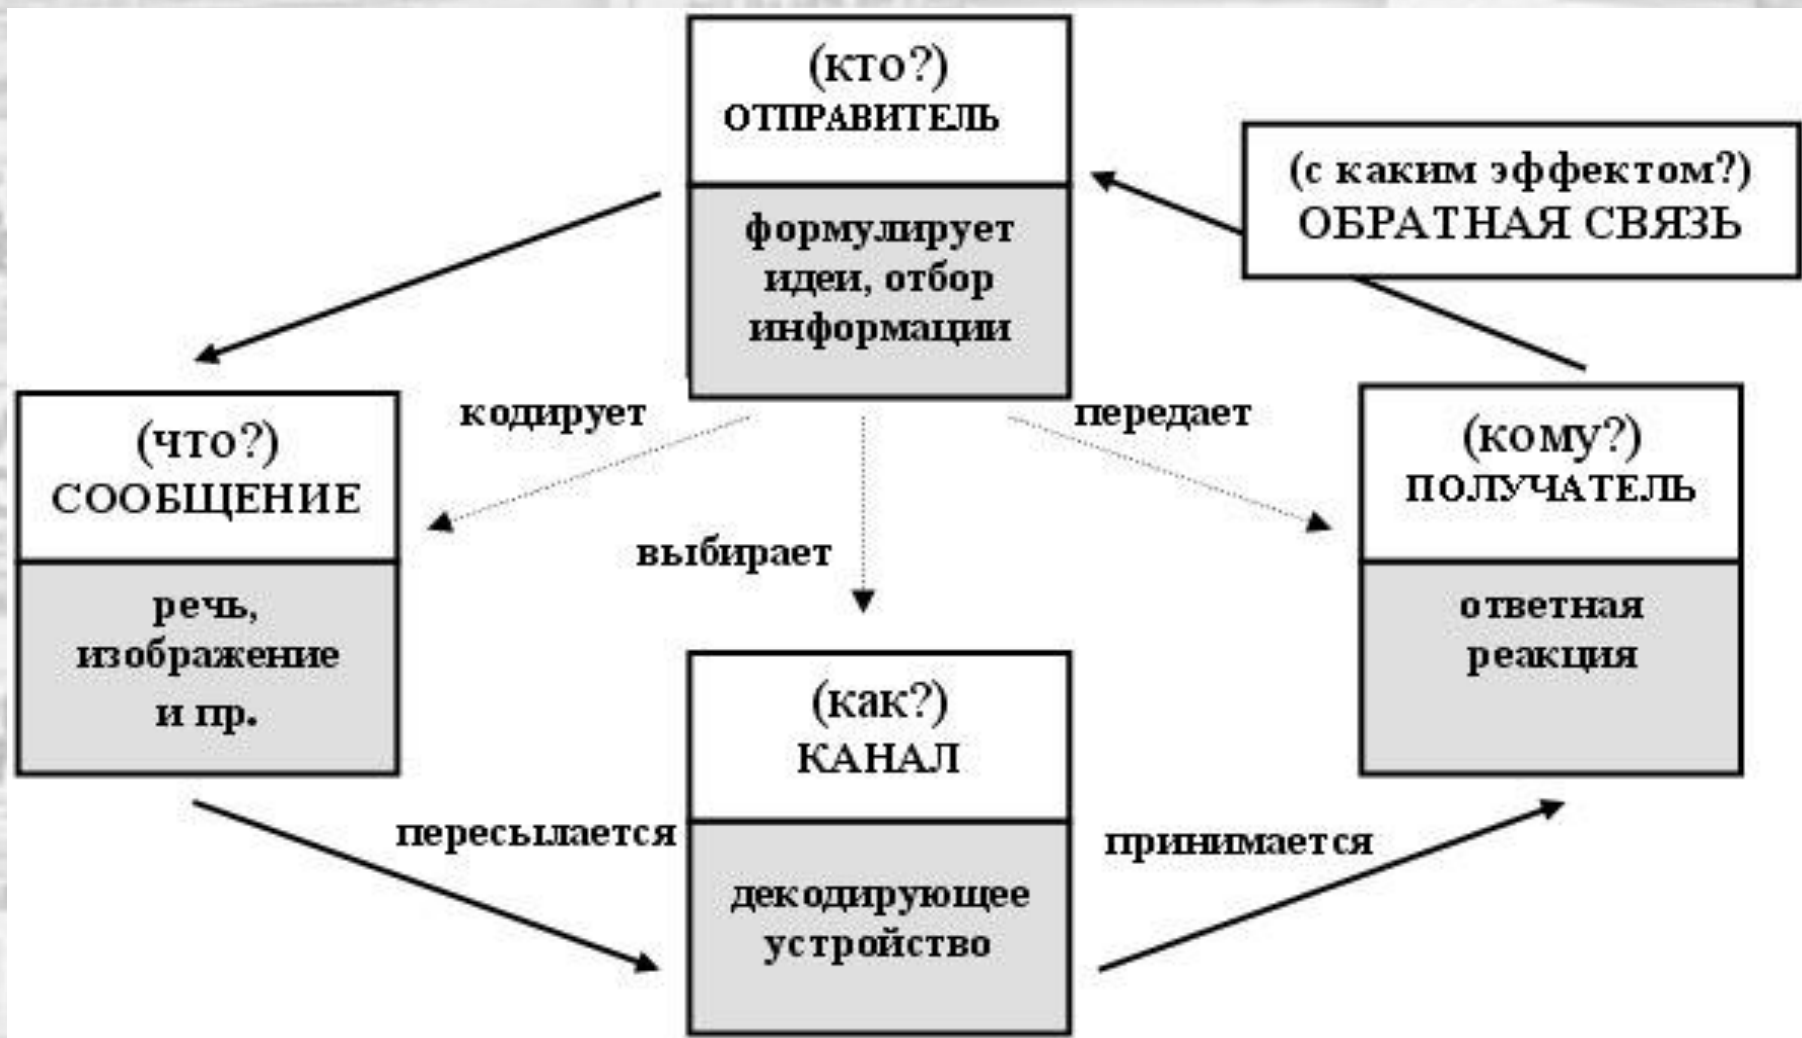 (кто?)
ОТПРАВИТЕЛЬ
формулирует
идеи, отбор
информации
(с каким эффектом?)
ОБРАТНАЯ СВЯЗЬ
кодирует
передает
выбирает
(что?)
СООБЩЕНИЕ
речь,
изображение
и пр.
(кому?)
ПОЛУЧАТЕЛЬ
ответная
реакция
(как?)
КАНАЛ
декодирующее
устройство
пересылается
принимается